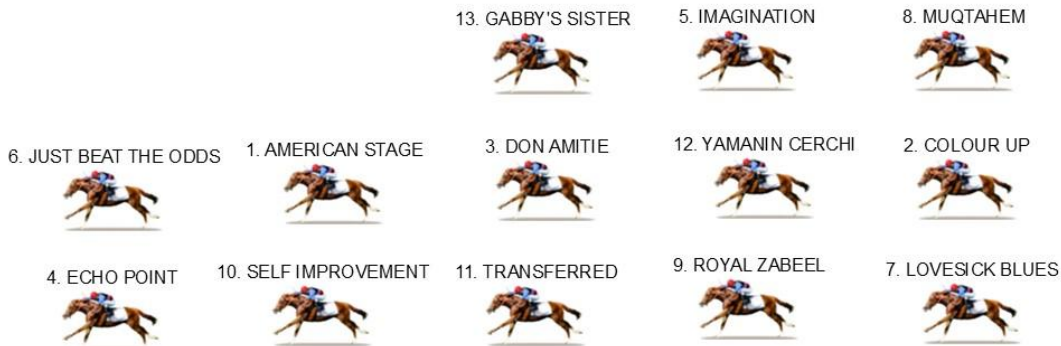 13. GABBY'S SISTER
5. IMAGINATION
8. MUQTAHEM
6. JUST BEAT THE ODDS
1. AMERICAN STAGE
3. DON AMITIE
12. YAMANIN CERCHI
2. COLOUR UP
4. ECHO POINT
10. SELF IMPROVEMENT
11. TRANSFERRED
9. ROYAL ZABEEL
7. LOVESICK BLUES